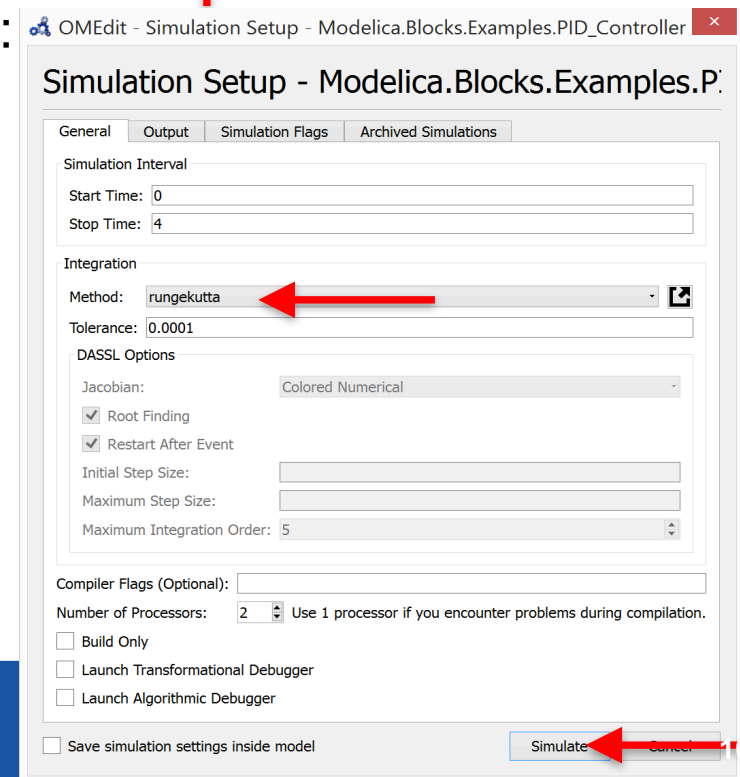 :
OMEdit - Simulation Setup - Modelica.Blocks.Examples.PID_Controller ×
Simulation Setup - Modelica.Blocks.Examples.P
General Output Simulation Flags Archived Simulations
Simulation Interval
Start Time: 0
Stop Time: 4
Integration
Method: rungekutta
Tolerance: 0.0001
DASSL Options
Jacobian: Colored Numerical
Root Finding
Restart After Event
Initial Step Size:
Maximum Step Size:
Maximum Integration Order: 5
Compiler Flags (Optional):
Number of Processors: 2 Use 1 processor if you encounter problems during compilation.
Build Only
Launch Transformational Debugger
Launch Algorithmic Debugger
Save simulation settings inside model Simulate Cancel